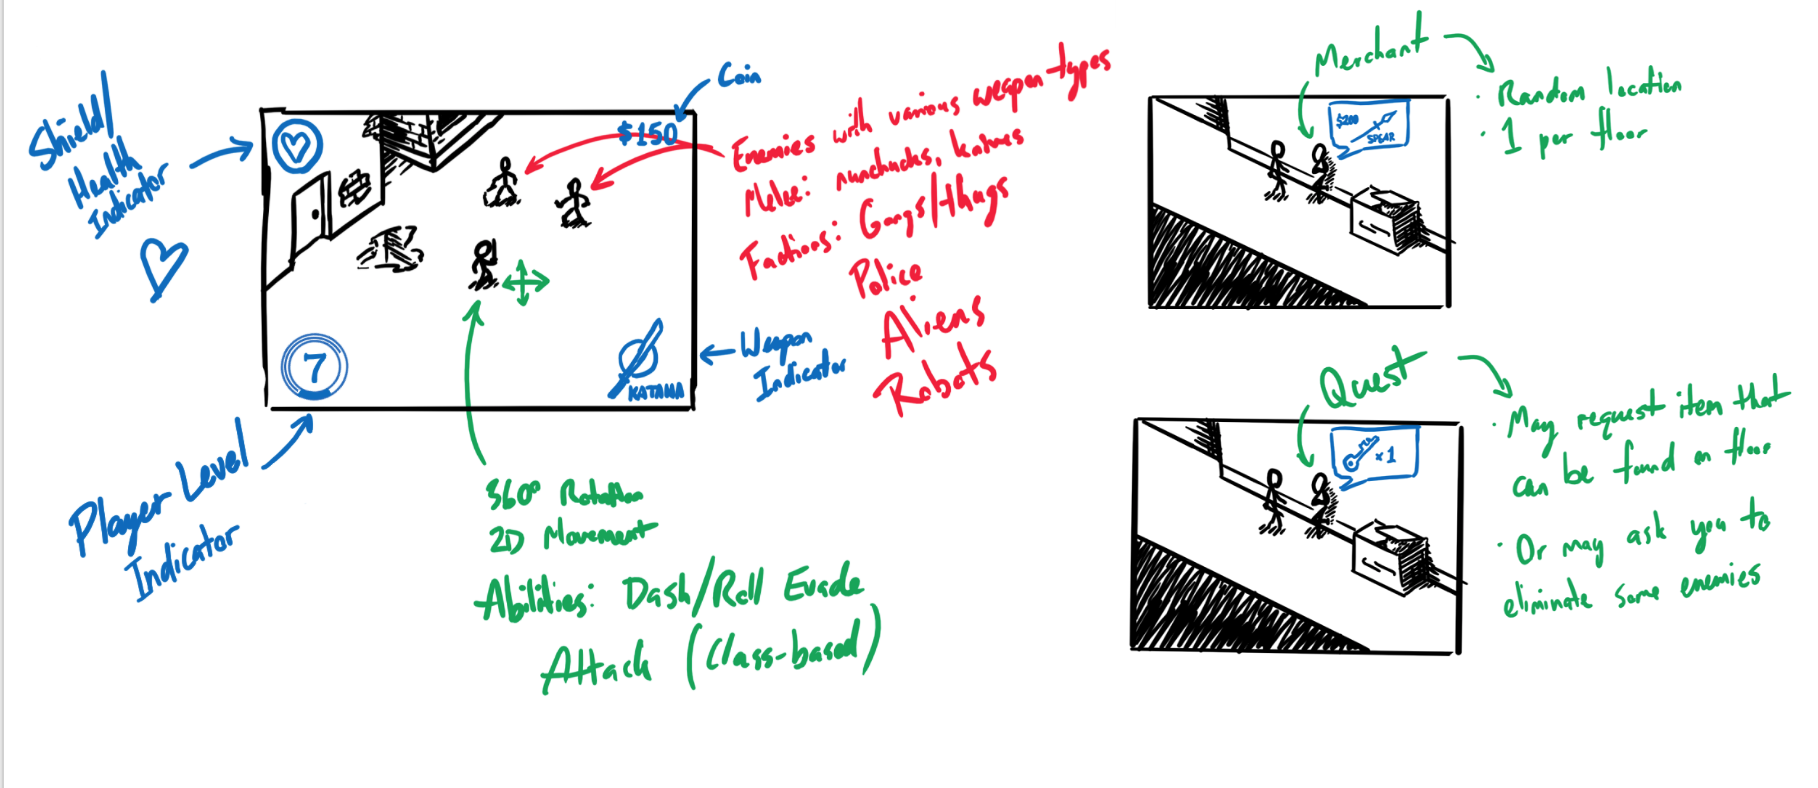 Shield/
Health
Indicator
Coin
$150
7
KATANA
Weapon
Indicator
Player Level
Indicator
Enemies with various weapon types
Melee: nunchucks, katanas
Factions: Gangs/thugs
Police
Aliens
Robots
360° Rotation
2D Movement
Abilities: Dash/Roll Evade
Attack (Class-based)
Merchant
· Random location
· 1 per floor
$200
SPEAR
Quest
· May request item that
can be found on floor
· Or may ask you to
eliminate some enemies
×1